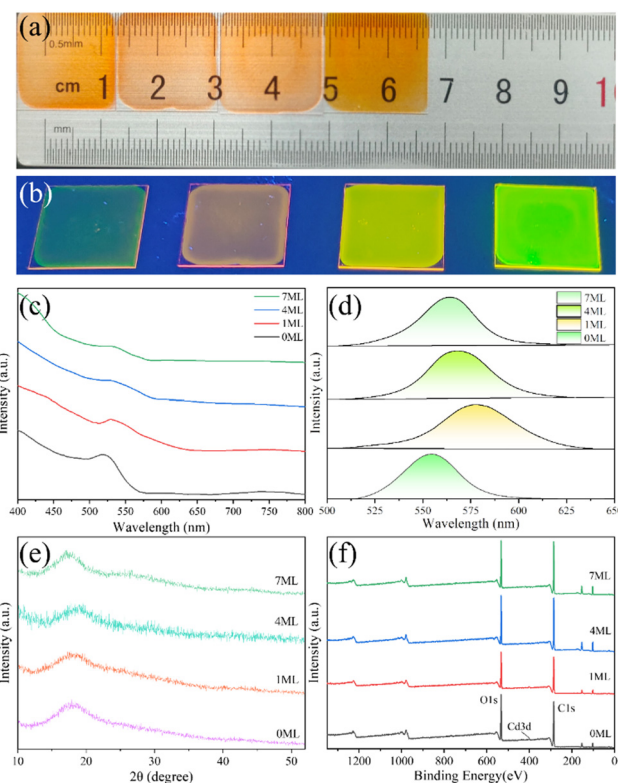 (a)
0.5mm
cm 1 2 3 4 5 6 7 8 9 10
mm
(b)
(c)
7ML
4ML
1ML
0ML
Intensity (a.u.)
400 450 500 550 600 650 700 750 800
Wavelength (nm)
(d)
7ML
4ML
1ML
0ML
Intensity (a.u.)
500 525 550 575 600 625 650
Wavelength (nm)
(e)
7ML
4ML
1ML
0ML
Intensity (a.u.)
10 20 30 40 50
2θ (degree)
(f)
7ML
4ML
1ML
O1s
C1s
Cd3d
0ML
Intensity (a.u.)
1200 1000 800 600 400 200 0
Binding Energy(eV)